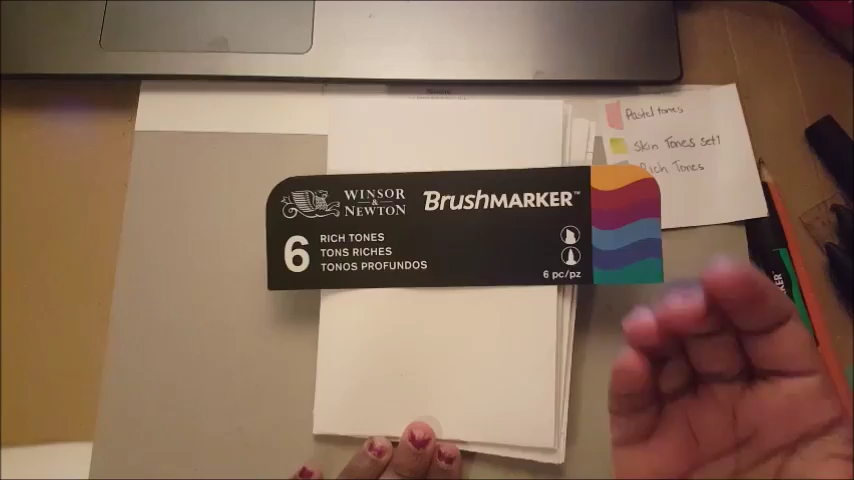 Pastel tones
Skin Tones set1
Rich Tones
WINSOR
&
NEWTON
BrushMARKER™
6
RICH TONES
TONS RICHES
TONOS PROFUNDOS
6 pc/pz